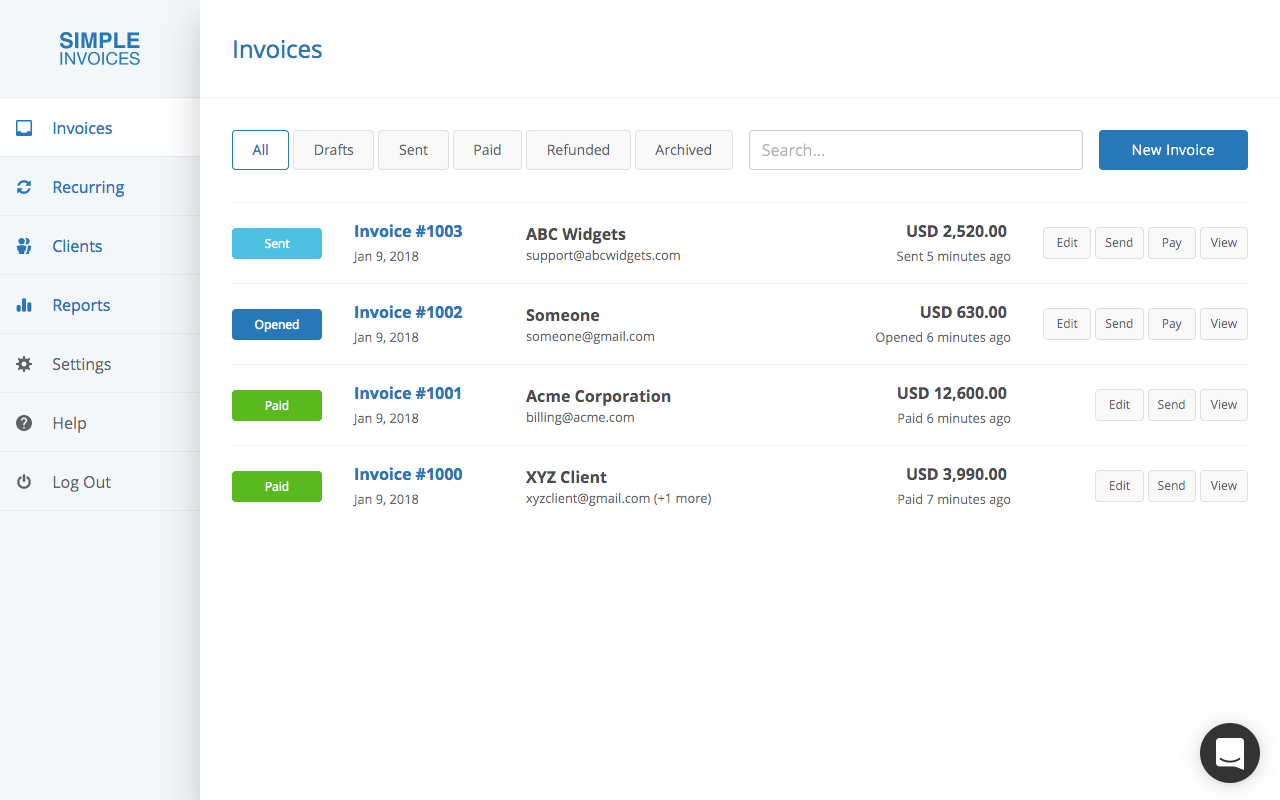 SIMPLE
INVOICES
Invoices
Invoices
Recurring
Clients
Reports
Settings
Help
Log Out
All Drafts Sent Paid Refunded Archived Search... New Invoice
Sent Invoice #1003 ABC Widgets USD 2,520.00 Edit Send Pay View
Jan 9, 2018 support@abcwidgets.com Sent 5 minutes ago
Opened Invoice #1002 Someone USD 630.00 Edit Send Pay View
Jan 9, 2018 someone@gmail.com Opened 6 minutes ago
Paid Invoice #1001 Acme Corporation USD 12,600.00 Edit Send View
Jan 9, 2018 billing@acme.com Paid 6 minutes ago
Paid Invoice #1000 XYZ Client USD 3,990.00 Edit Send View
Jan 9, 2018 xyzclient@gmail.com (+1 more) Paid 7 minutes ago